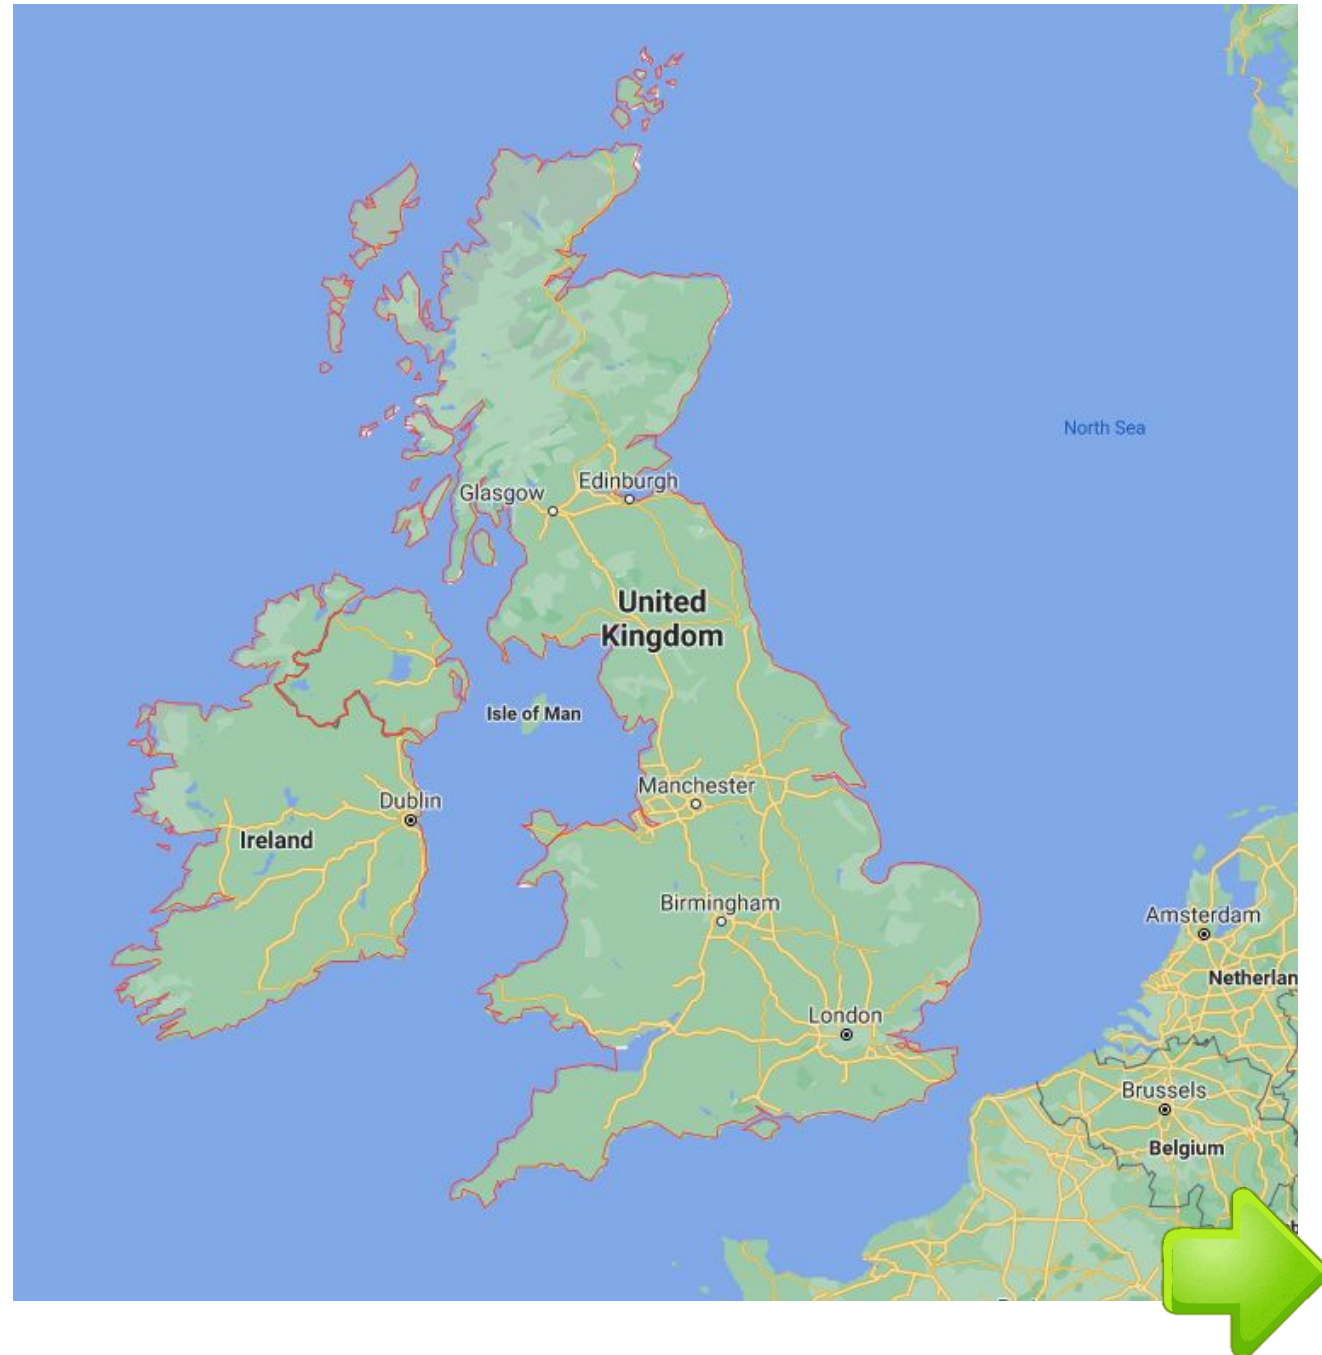 North Sea
Edinburgh
Glasgow
United
Kingdom
Isle of Man
Manchester
Dublin
Ireland
Birmingham
Amsterdam
Netherlan
London
Brussels
Belgium